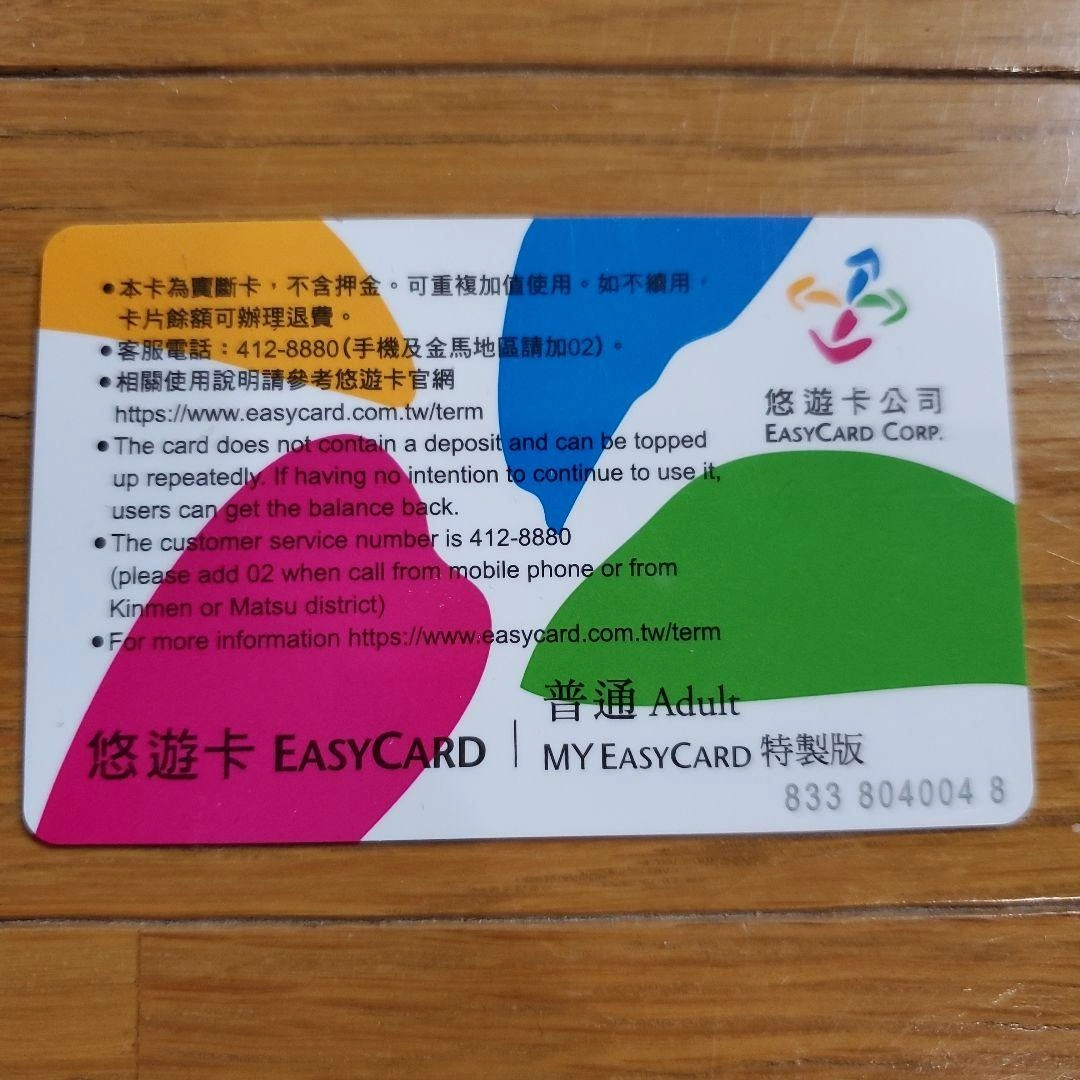 •本卡為賣斷卡，不含押金。可重複加值使用。如不續用，
卡片餘額可辦理退費。
•客服電話：412-8880(手機及金馬地區請加02)。
•相關使用說明請參考悠遊卡官網
https://www.easycard.com.tw/term
•The card does not contain a deposit and can be topped
up repeatedly. If having no intention to continue to use it,
users can get the balance back.
•The customer service number is 412-8880
(please add 02 when call from mobile phone or from
Kinmen or Matsu district)
•For more information https://www.easycard.com.tw/term
悠遊卡公司
EASYCARD CORP.
悠遊卡 EASYCARD
普通 Adult
MY EASYCARD 特製版
833 804004 8